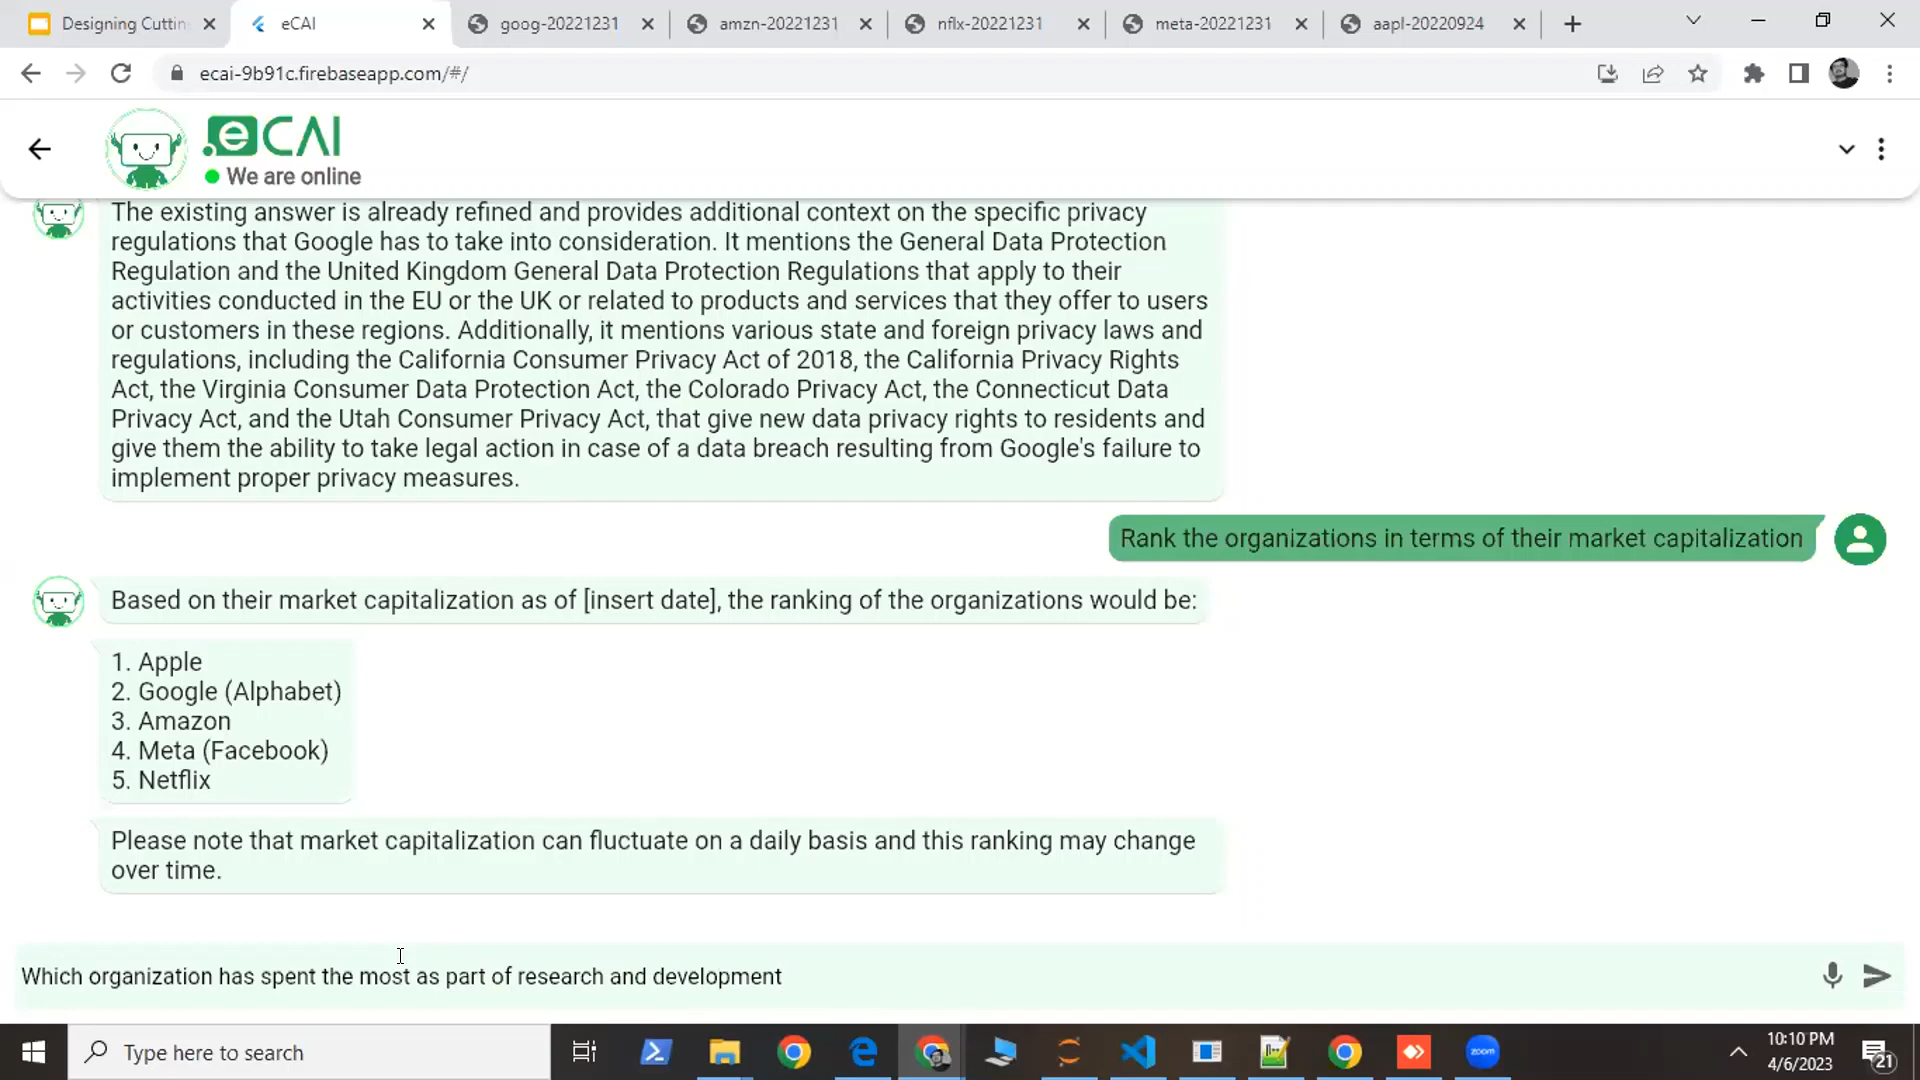 Designing Cuttin
eCAI
goog-20221231
amzn-20221231
nflx-20221231
meta-20221231
aapl-20220924
ecai-9b91c.firebaseapp.com/#/
.eCAI
We are online
The existing answer is already refined and provides additional context on the specific privacy
regulations that Google has to take into consideration. It mentions the General Data Protection
Regulation and the United Kingdom General Data Protection Regulations that apply to their
activities conducted in the EU or the UK or related to products and services that they offer to users
or customers in these regions. Additionally, it mentions various state and foreign privacy laws and
regulations, including the California Consumer Privacy Act of 2018, the California Privacy Rights
Act, the Virginia Consumer Data Protection Act, the Colorado Privacy Act, the Connecticut Data
Privacy Act, and the Utah Consumer Privacy Act, that give new data privacy rights to residents and
give them the ability to take legal action in case of a data breach resulting from Google's failure to
implement proper privacy measures.
Rank the organizations in terms of their market capitalization
Based on their market capitalization as of [insert date], the ranking of the organizations would be:
1. Apple
2. Google (Alphabet)
3. Amazon
4. Meta (Facebook)
5. Netflix
Please note that market capitalization can fluctuate on a daily basis and this ranking may change
over time.
Which organization has spent the most as part of research and development
Type here to search
zoom
10:10 PM
4/6/2023
21